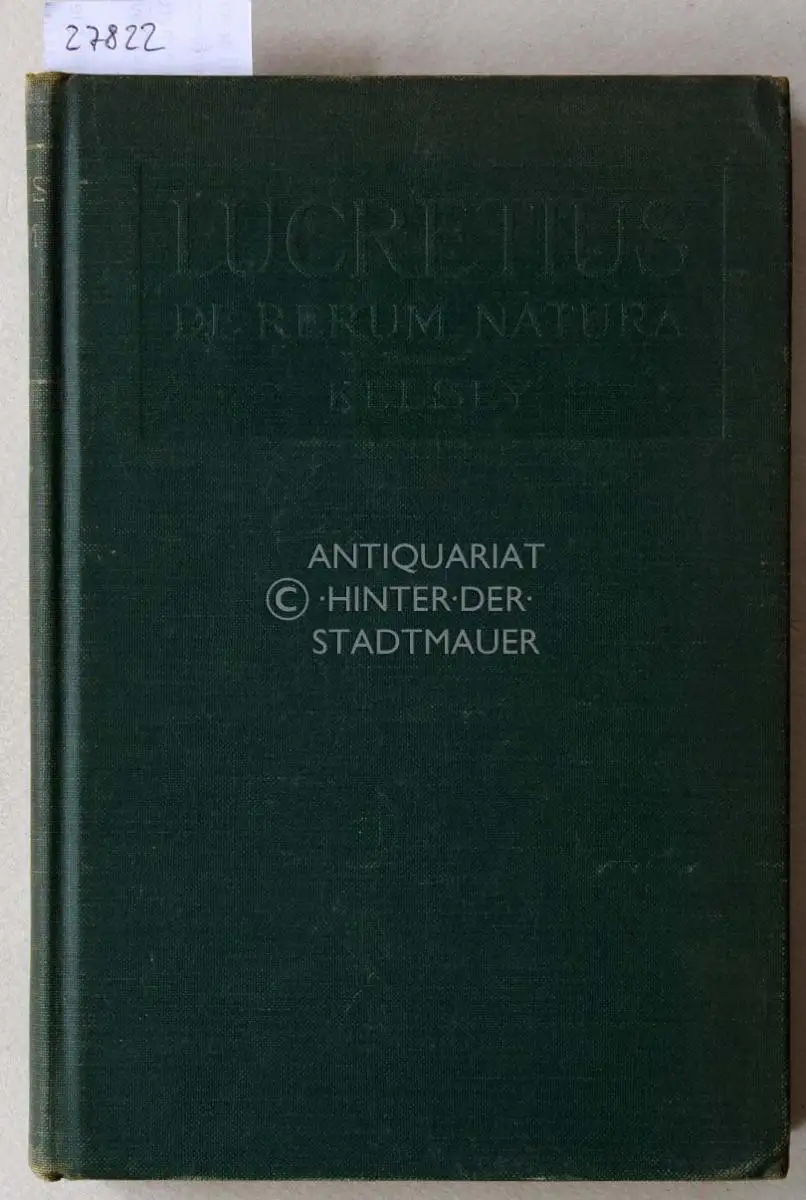 27822
LUCRETIUS
DE RERUM NATURA
KELSEY
ANTIQUARIAT
© ·HINTER·DER·
STADTMAUER